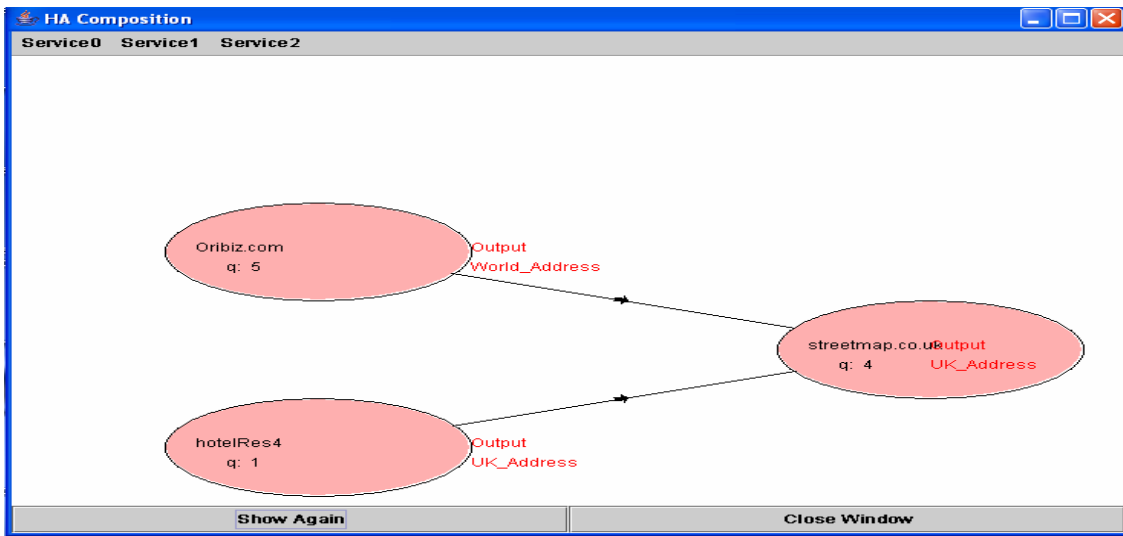 HA Composition
Service0 Service1 Service2
Oribiz.com
q: 5
Output
World_Address
streetmap.co.uk
q: 4
Output
UK_Address
hotelRes4
q: 1
Output
UK_Address
Show Again
Close Window